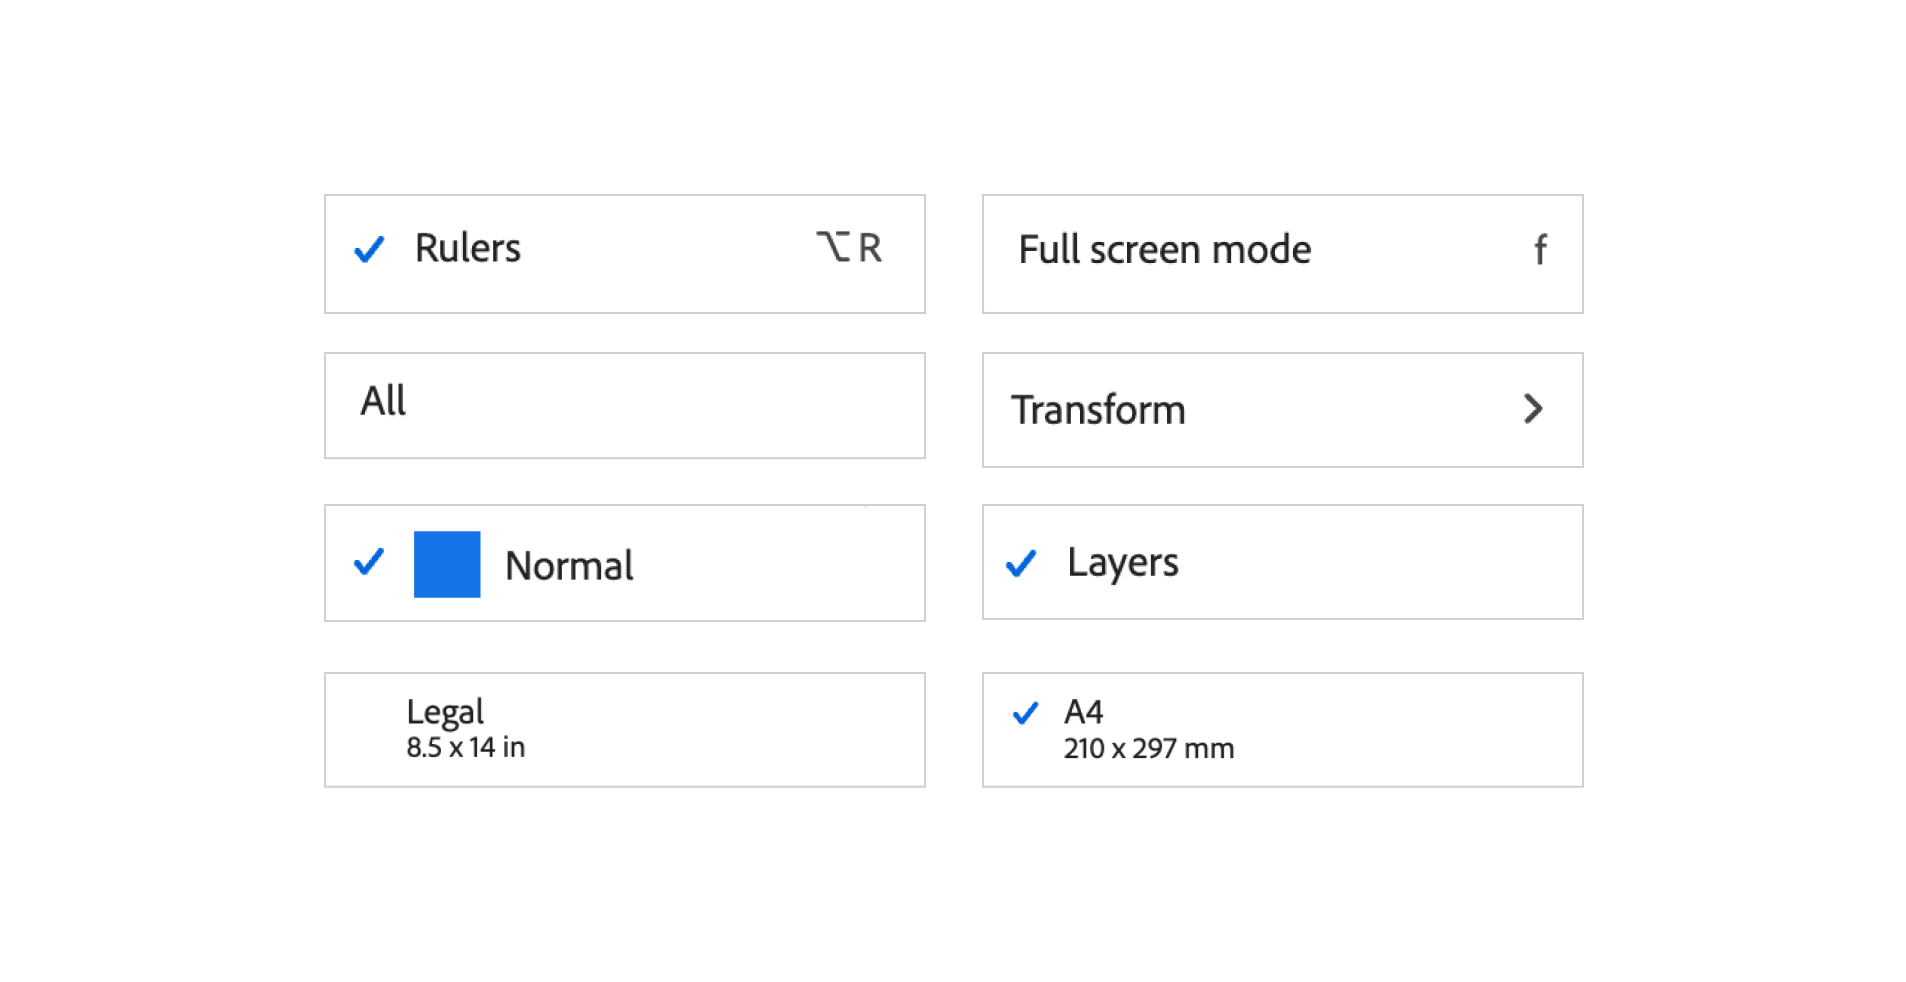 Rulers ⌥ R
Full screen mode f
All
Transform
Normal
Layers
Legal
8.5 x 14 in
A4
210 x 297 mm